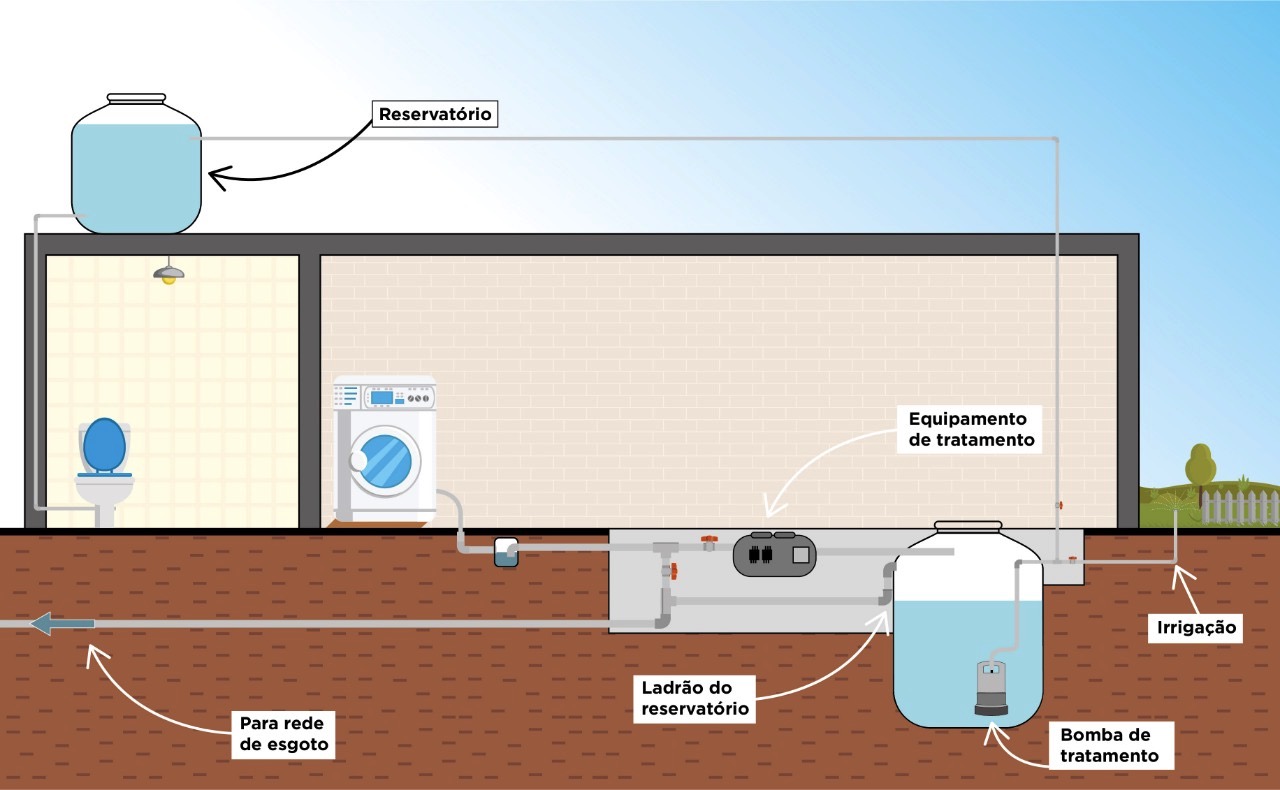 Reservatório
Equipamento
de tratamento
Irrigação
Ladrão do
reservatório
Para rede
de esgoto
Bomba de
tratamento